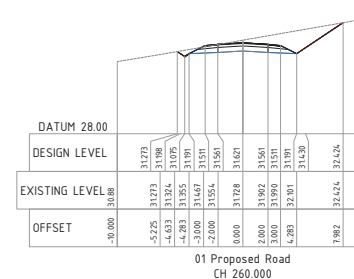 DATUM 28.00
DESIGN LEVEL 31.273 31.198 31.075 31.191 31.511 31.561 31.621 31.561 31.511 31.191 31.430 32.424
EXISTING LEVEL 30.88 31.273 31.324 31.355 31.467 31.554 31.728 31.902 31.990 32.101 32.424
OFFSET -10.000 -5.225 -4.633 -4.283 -3.000 -2.000 0.000 2.000 3.000 4.283 7.982
01 Proposed Road
CH 260.000